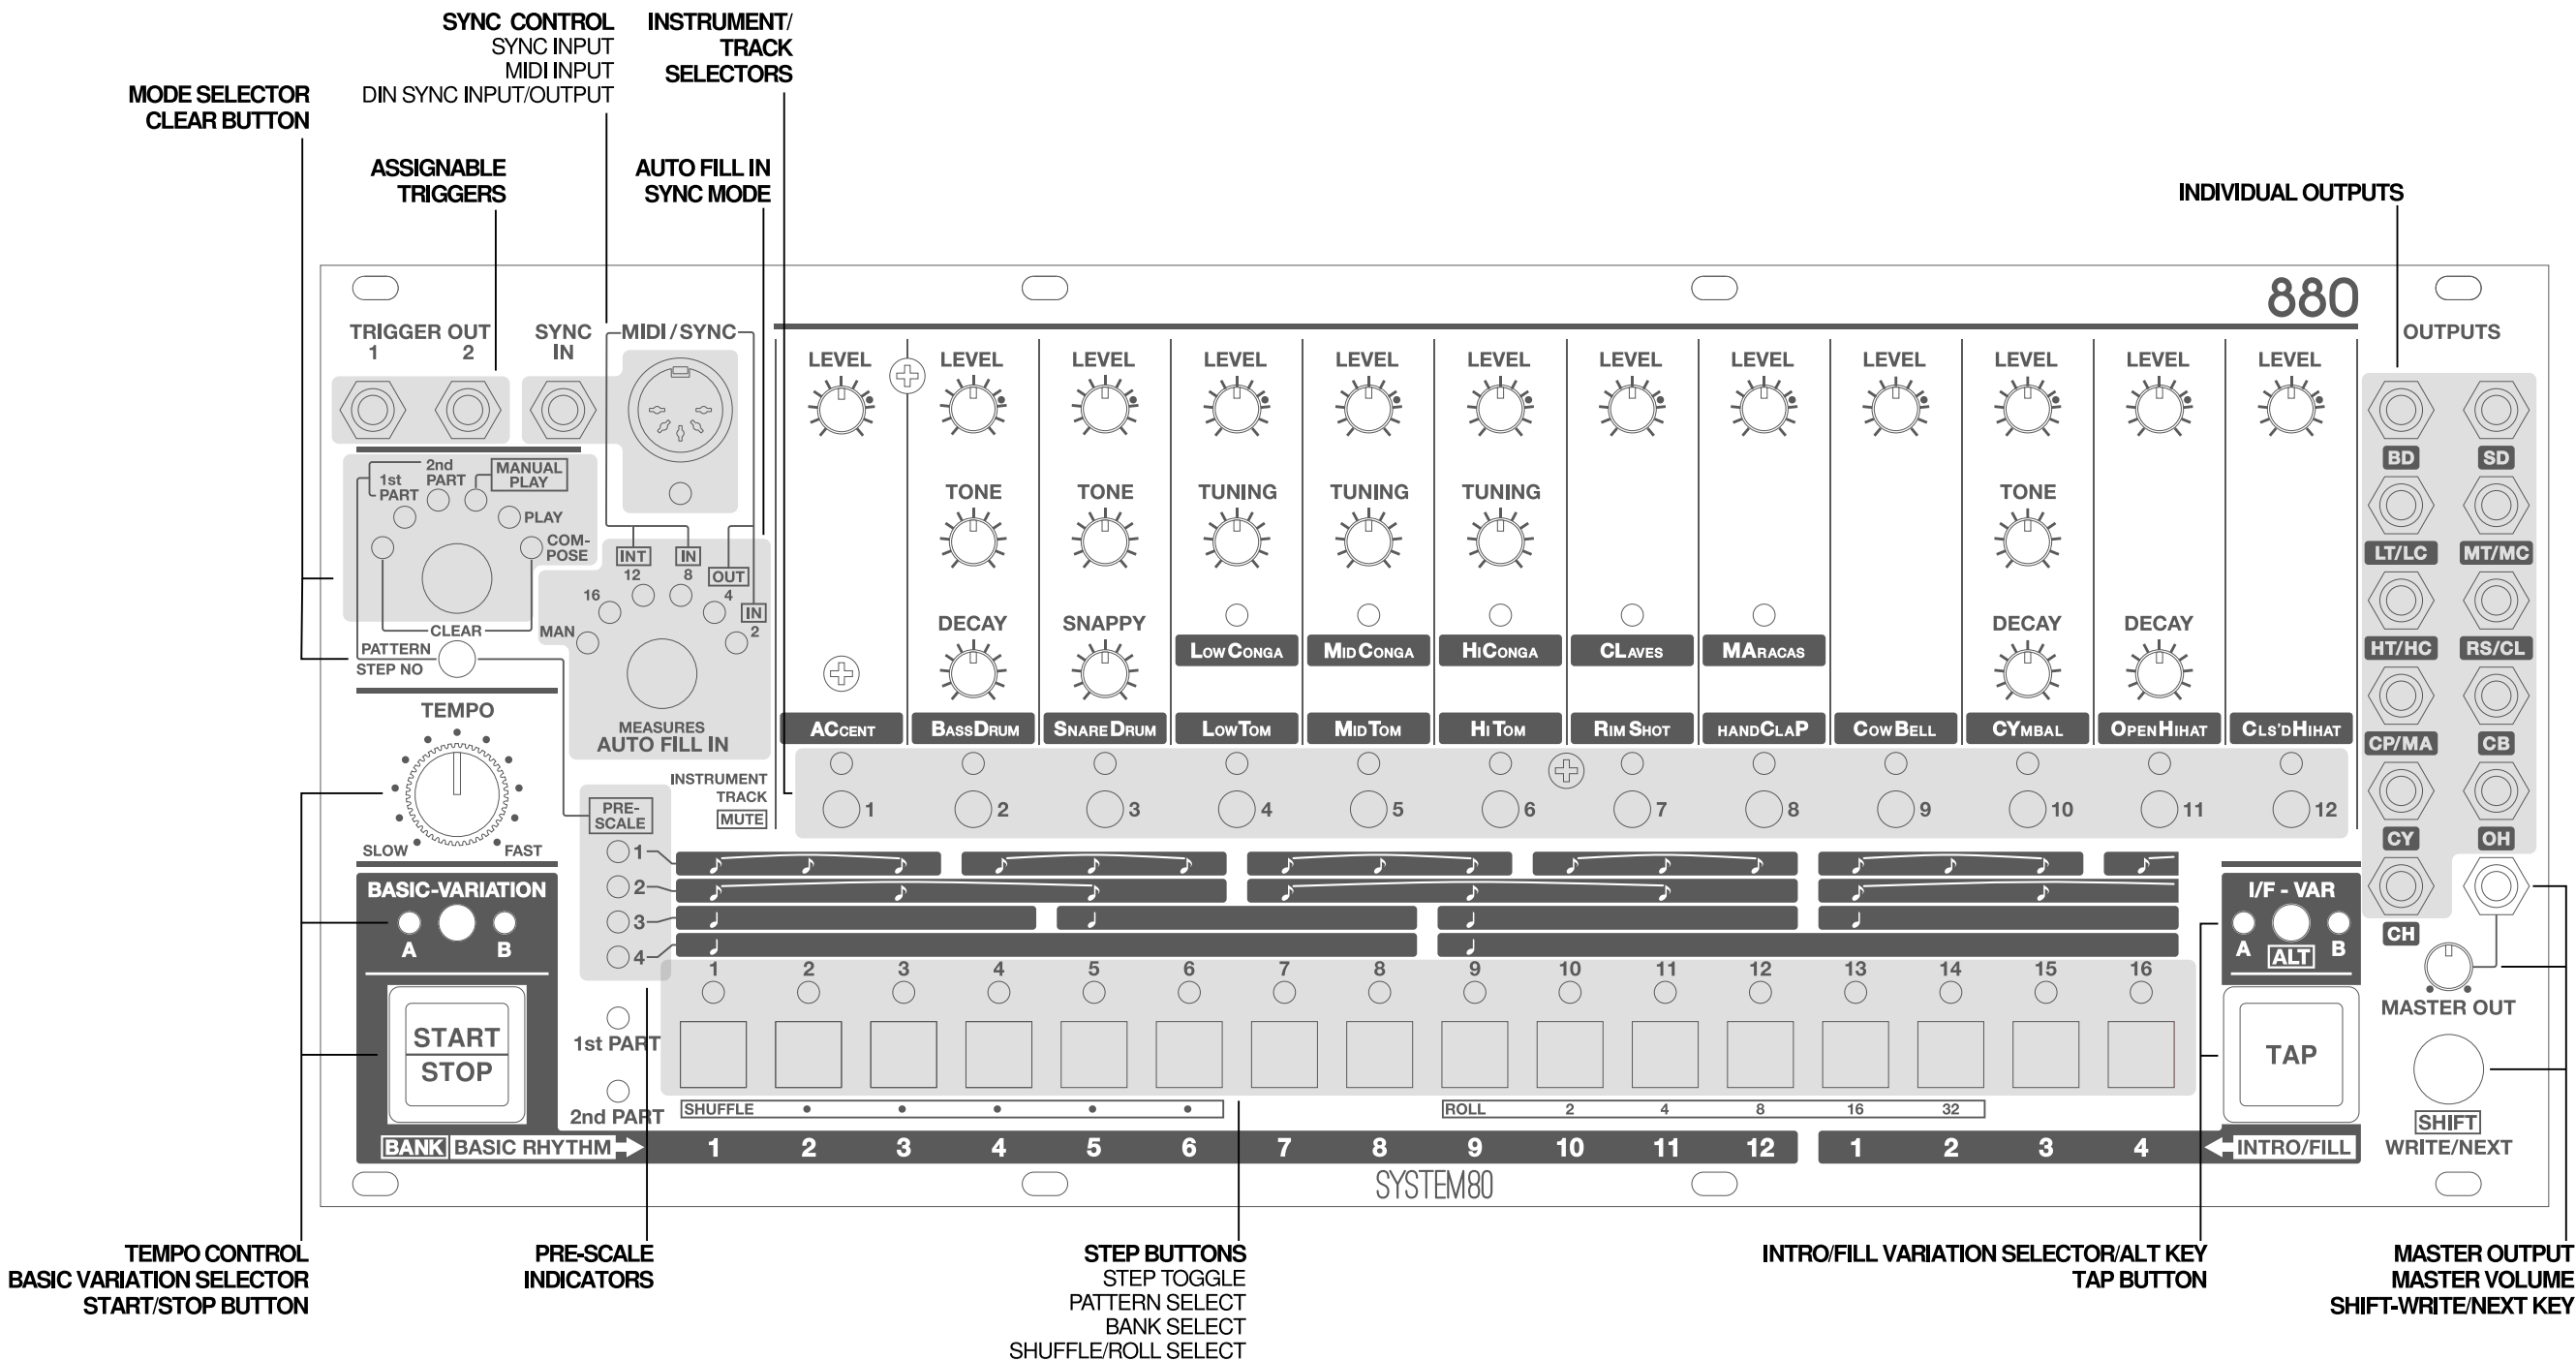 SYNC CONTROL
SYNC INPUT
MIDI INPUT
DIN SYNC INPUT/OUTPUT
INSTRUMENT/
TRACK
SELECTORS
MODE SELECTOR
CLEAR BUTTON
ASSIGNABLE
TRIGGERS
AUTO FILL IN
SYNC MODE
INDIVIDUAL OUTPUTS
880
TRIGGER OUT
1 2
SYNC
IN
MIDI / SYNC
OUTPUTS
LEVEL LEVEL LEVEL LEVEL LEVEL LEVEL LEVEL LEVEL LEVEL LEVEL LEVEL LEVEL
1st
PART
2nd
PART
MANUAL
PLAY
PLAY
COM-
POSE
CLEAR
PATTERN
STEP NO
INT IN OUT IN
MAN 16 12 8 4 2
MEASURES
AUTO FILL IN
TONE TONE TUNING TUNING TUNING TONE
DECAY SNAPPY DECAY DECAY
LOW CONGA MID CONGA HI CONGA CLAVES MARACAS
ACCENT BASS DRUM SNARE DRUM LOW TOM MID TOM HI TOM RIM SHOT HANDCLAP COW BELL CYMBAL OPEN HIHAT CLS'D HIHAT
BD SD
LT/LC MT/MC
HT/HC RS/CL
CP/MA CB
CY OH
CH
TEMPO
SLOW FAST
INSTRUMENT
TRACK
MUTE
1 2 3 4 5 6 7 8 9 10 11 12
PRE-
SCALE
1
2
3
4
BASIC-VARIATION
A B
I/F - VAR
A ALT B
MASTER OUT
1 2 3 4 5 6 7 8 9 10 11 12 13 14 15 16
START
STOP
1st PART
2nd PART
TAP
SHUFFLE • • • • •
ROLL 2 4 8 16 32
SHIFT
WRITE/NEXT
BANK BASIC RHYTHM
1 2 3 4 5 6 7 8 9 10 11 12 1 2 3 4
INTRO/FILL
SYSTEM80
TEMPO CONTROL
BASIC VARIATION SELECTOR
START/STOP BUTTON
PRE-SCALE
INDICATORS
STEP BUTTONS
STEP TOGGLE
PATTERN SELECT
BANK SELECT
SHUFFLE/ROLL SELECT
INTRO/FILL VARIATION SELECTOR/ALT KEY
TAP BUTTON
MASTER OUTPUT
MASTER VOLUME
SHIFT-WRITE/NEXT KEY